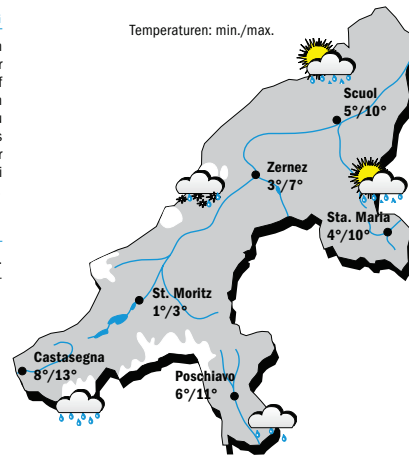 Temperaturen: min./max.
Scuol
5°/10°
Zernez
3°/7°
Sta. Maria
4°/10°
St. Moritz
1°/3°
Castasegna
8°/13°
Poschiavo
6°/11°